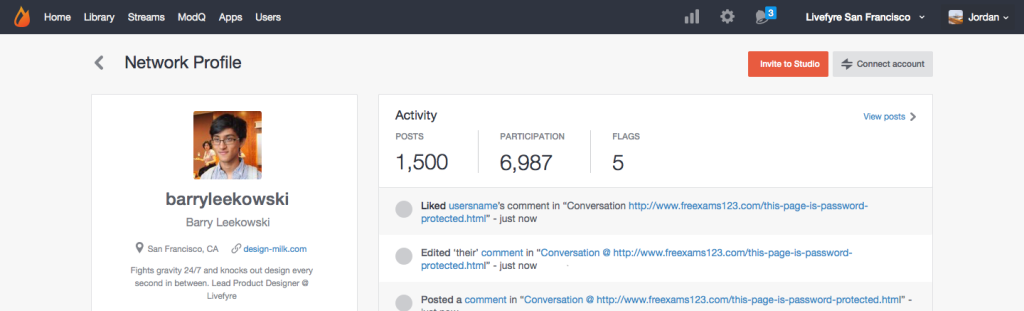 Home Library Streams ModQ Apps Users 3 Livefyre San Francisco Jordan
Network Profile Invite to Studio Connect account
Activity View posts
POSTS PARTICIPATION FLAGS
1,500 6,987 5
barryleekowski
Barry Leekowski
San Francisco, CA design-milk.com
Fights gravity 24/7 and knocks out design every
second in between. Lead Product Designer @
Livefyre
Liked usersname's comment in “Conversation http://www.freexams123.com/this-page-is-password-
protected.html” - just now
Edited 'their' comment in “Conversation @ http://www.freexams123.com/this-page-is-password-
protected.html” - just now
Posted a comment in “Conversation @ http://www.freexams123.com/this-page-is-password-protected.html” -
just now